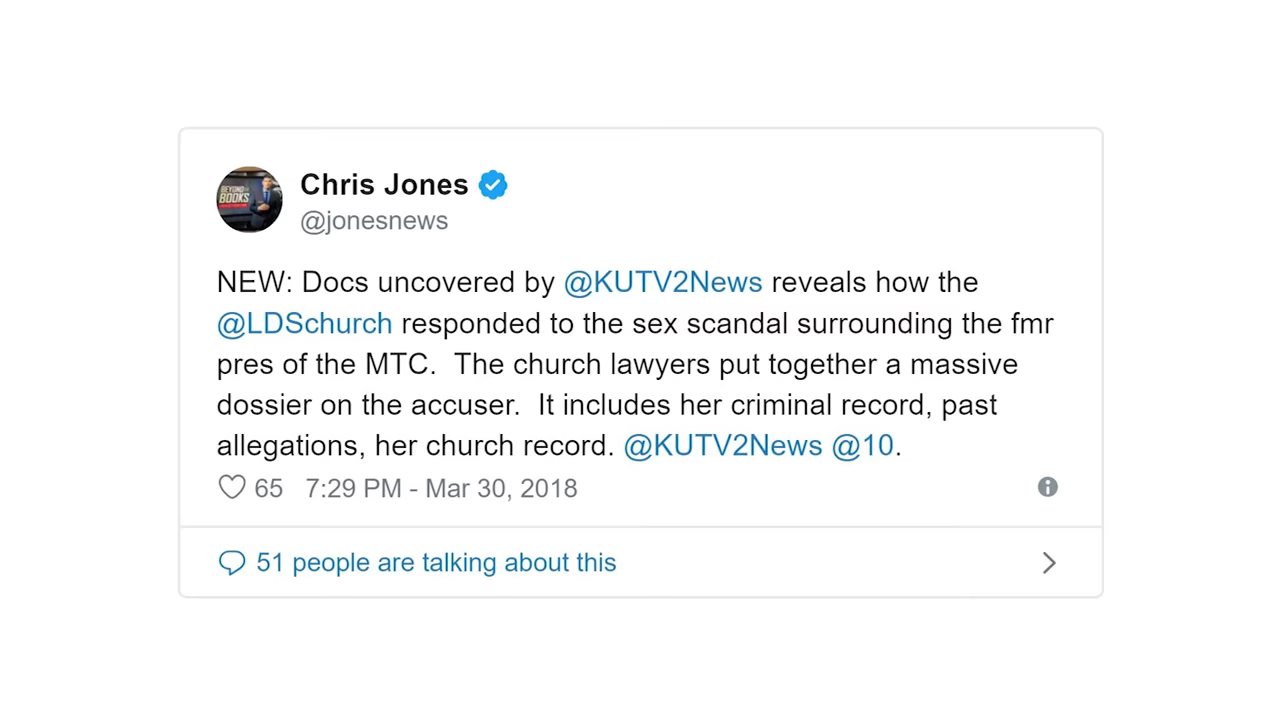 Chris Jones
@jonesnews
NEW: Docs uncovered by @KUTV2News reveals how the
@LDSchurch responded to the sex scandal surrounding the fmr
pres of the MTC.  The church lawyers put together a massive
dossier on the accuser.  It includes her criminal record, past
allegations, her church record. @KUTV2News @10.
65 7:29 PM - Mar 30, 2018
51 people are talking about this
BEYOND
BOOKS